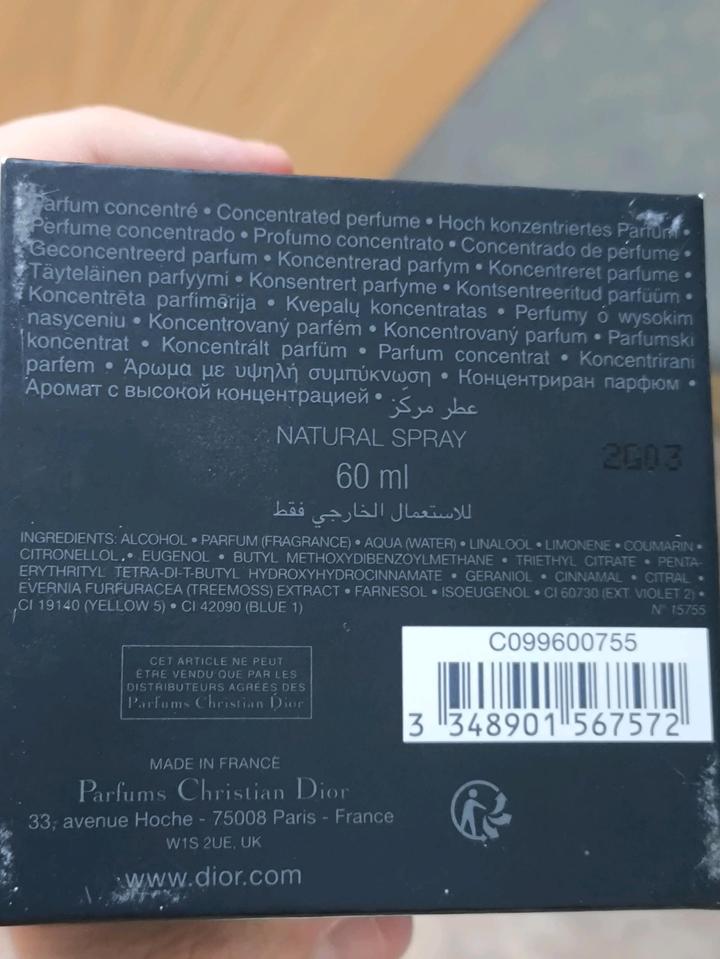 Parfum concentré • Concentrated perfume • Hoch konzentriertes Parfum •
Perfume concentrado • Profumo concentrato • Concentrado de perfume •
Geconcentreerd parfum • Koncentrerad parfym • Koncentreret parfume •
Täyteläinen parfyymi • Konsentrert parfyme • Kontsentreeritud parfüüm •
Koncentrēta parfimērija • Kvepalų koncentratas • Perfumy o wysokim
nasyceniu • Koncentrovaný parfém • Koncentrovaný parfum • Parfumski
koncentrat • Koncentrált parfüm • Parfum concentrat • Koncentrirani
parfem • Άρωμα με υψηλή συμπύκνωση • Концентриран парфюм •
Аромат с высокой концентрацией • عطر مركز
NATURAL SPRAY
2G03
60 ml
للاستعمال الخارجي فقط
INGREDIENTS: ALCOHOL • PARFUM (FRAGRANCE) • AQUA (WATER) • LINALOOL • LIMONENE • COUMARIN •
CITRONELLOL • EUGENOL • BUTYL METHOXYDIBENZOYLMETHANE • TRIETHYL CITRATE • PENTA-
ERYTHRITYL TETRA-DI-T-BUTYL HYDROXYHYDROCINNAMATE • GERANIOL • CINNAMAL • CITRAL •
EVERNIA FURFURACEA (TREEMOSS) EXTRACT • FARNESOL • ISOEUGENOL • CI 60730 (EXT. VIOLET 2) •
CI 19140 (YELLOW 5) • CI 42090 (BLUE 1)
N° 15755
C099600755
3 348901 567572
CET ARTICLE NE PEUT
ÊTRE VENDU QUE PAR LES
DISTRIBUTEURS AGRÉÉS DES
Parfums Christian Dior
MADE IN FRANCE
Parfums Christian Dior
33, avenue Hoche - 75008 Paris - France
W1S 2UE, UK
www.dior.com